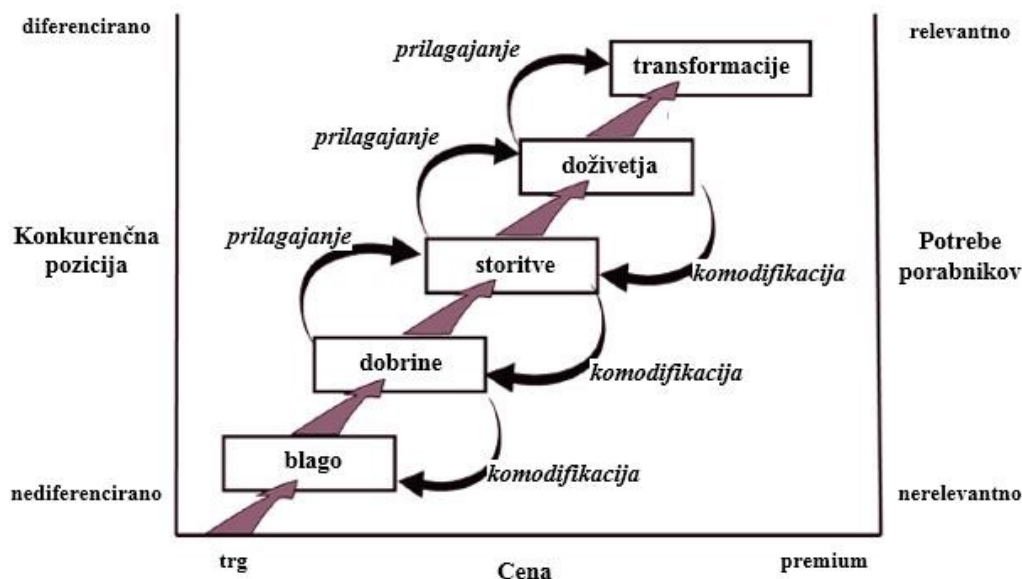 diferencirano
relevantno
prilagajanje
transformacije
prilagajanje
doživetja
Konkurenčna
pozicija
prilagajanje
storitve
komodifikacija
Potrebe
porabnikov
dobrine
komodifikacija
blago
komodifikacija
nediferencirano
nerelevantno
trg
Cena
premium